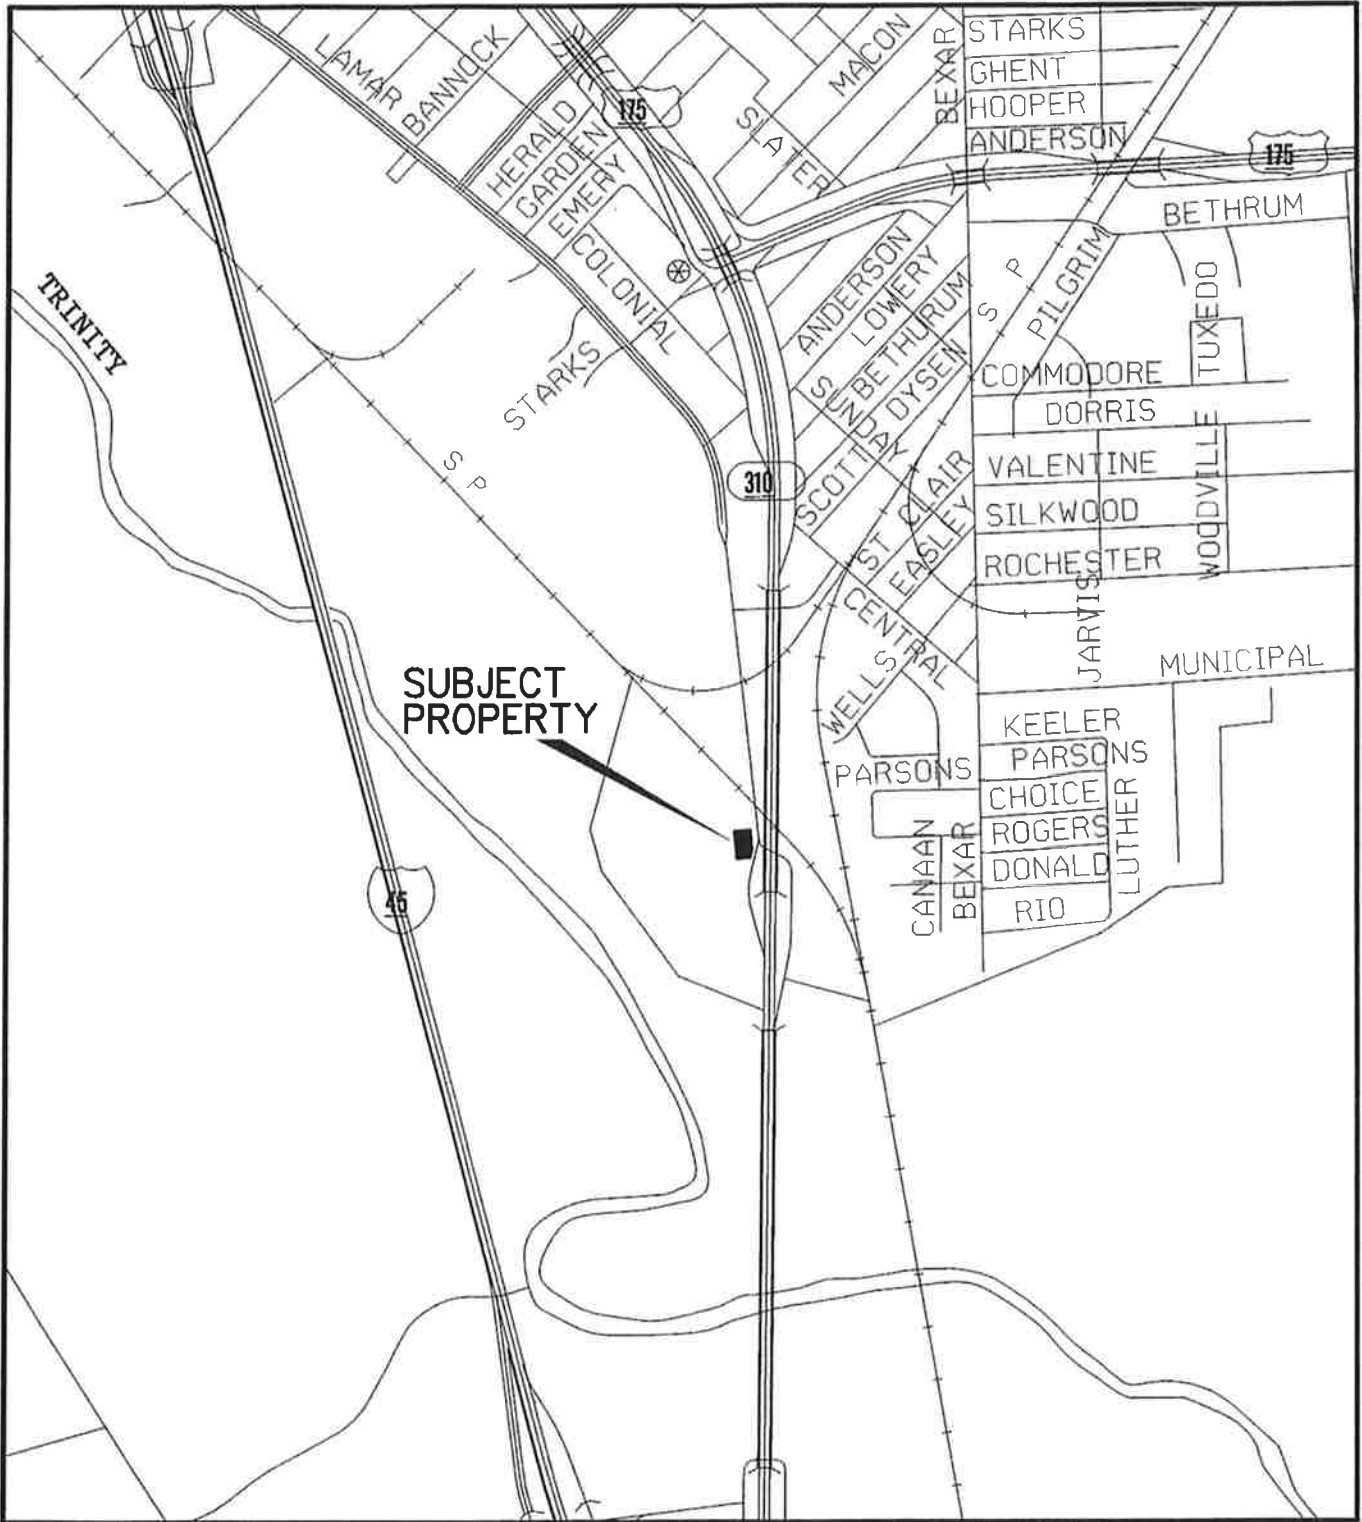 STARKS
GHENT
HOOPER
ANDERSON
BEXAR
MACON
LAMAR
BANNOCK
175
SLATER
HERALD
GARDEN
EMERY
175
BETHRUM
COLONIAL
TRINITY
ANDERSON
LOWERY
BETHURUM
S P
PILGRIM
TUXEDO
STARKS
SUNDAY
DYSEN
COMMODORE
DORRIS
S P
310
SCOTT
ST CLAIR
EASLEY
VALENTINE
SILKWOOD
ROCHESTER
WOODVILLE
CENTRAL
JARVIS
MUNICIPAL
SUBJECT
PROPERTY
WELLS
KEELER
PARSONS
PARSONS
CHOICE
ROGERS
DONALD
RIO
LUTHER
CANAAN
BEXAR
45